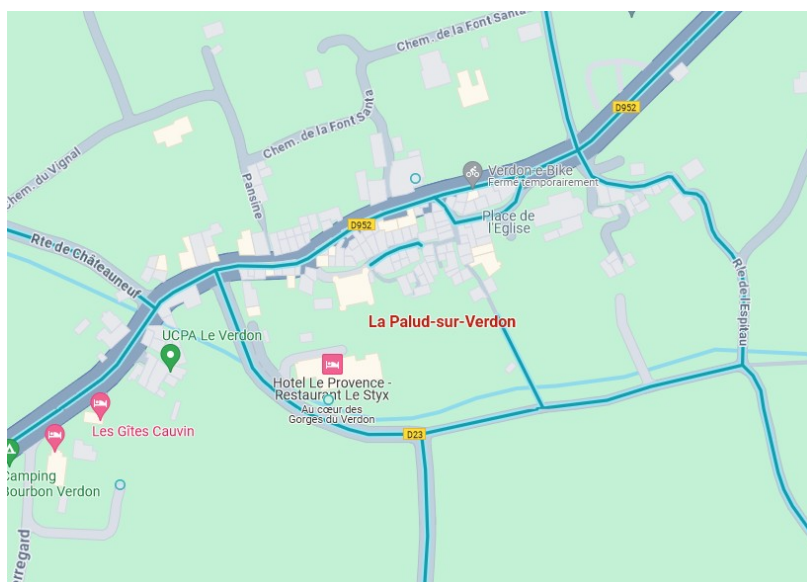 Chem. de la Font Santa
D952
Chem. de la Font Santa
Chem. du Vignal
Pansine
Verdon e Bike
Fermé temporairement
Place de
l'Eglise
D952
Rte de Châteauneuf
Rle de l'Espitau
La Palud-sur-Verdon
UCPA Le Verdon
Hotel Le Provence -
Restaurant Le Styx
Au cœur des
Gorges du Verdon
Les Gîtes Cauvin
D23
Camping
Bourbon Verdon
erregard